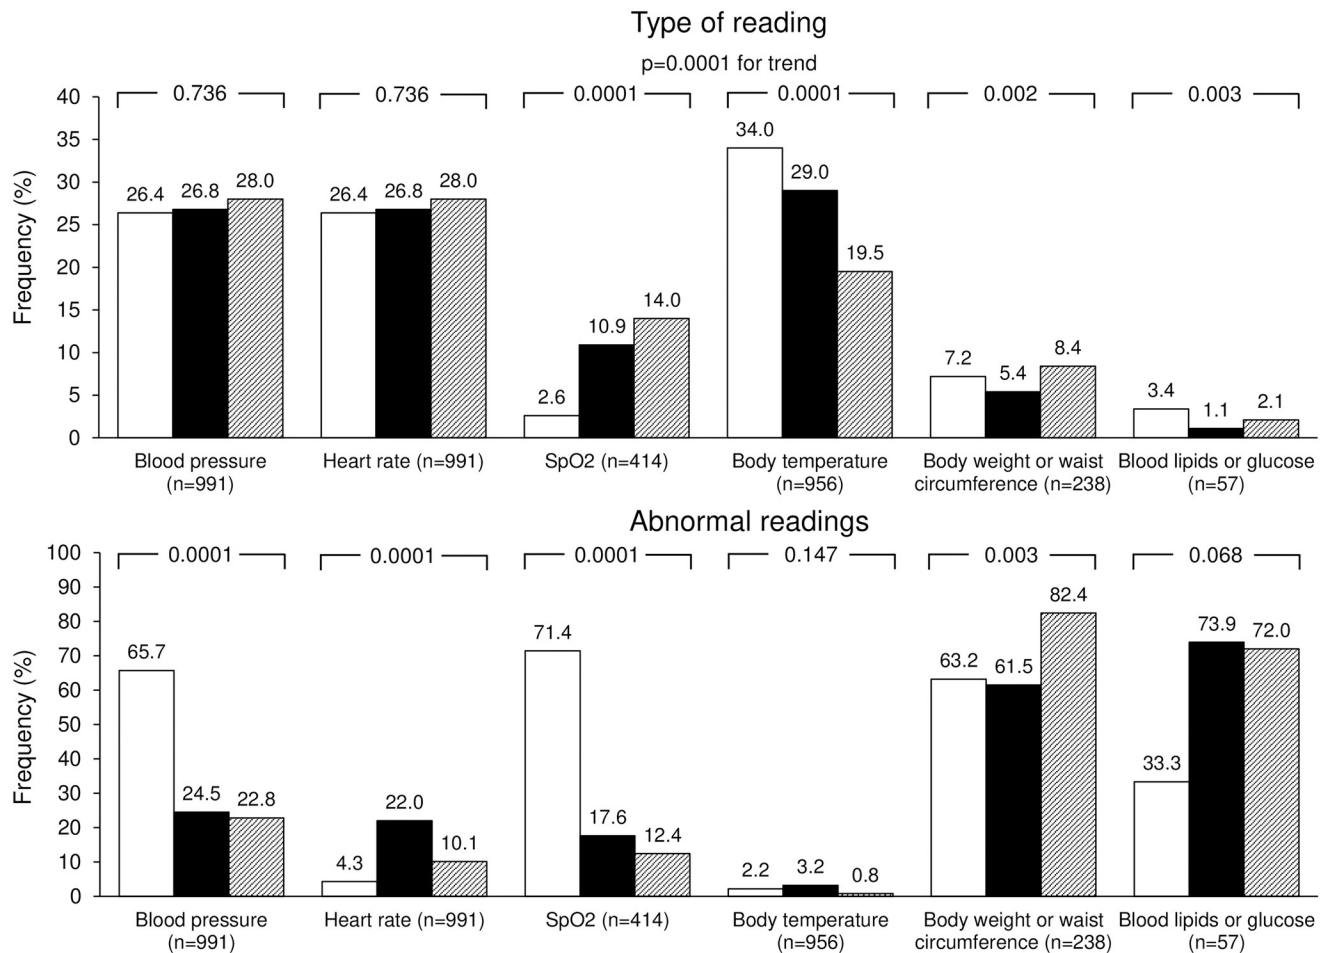 Type of reading
p=0.0001 for trend
0.736 0.736 0.0001 0.0001 0.002 0.003
Frequency (%)
40
35
30
25
20
15
10
5
0
26.4 26.8 28.0
26.4 26.8 28.0
2.6 10.9 14.0
34.0 29.0 19.5
7.2 5.4 8.4
3.4 1.1 2.1
Blood pressure
(n=991)
Heart rate (n=991)
SpO2 (n=414)
Body temperature
(n=956)
Body weight or waist
circumference (n=238)
Blood lipids or glucose
(n=57)
Abnormal readings
0.0001 0.0001 0.0001 0.147 0.003 0.068
Frequency (%)
100
90
80
70
60
50
40
30
20
10
0
65.7 24.5 22.8
4.3 22.0 10.1
71.4 17.6 12.4
2.2 3.2 0.8
63.2 61.5 82.4
33.3 73.9 72.0
Blood pressure
(n=991)
Heart rate (n=991)
SpO2 (n=414)
Body temperature
(n=956)
Body weight or waist
circumference (n=238)
Blood lipids or glucose
(n=57)